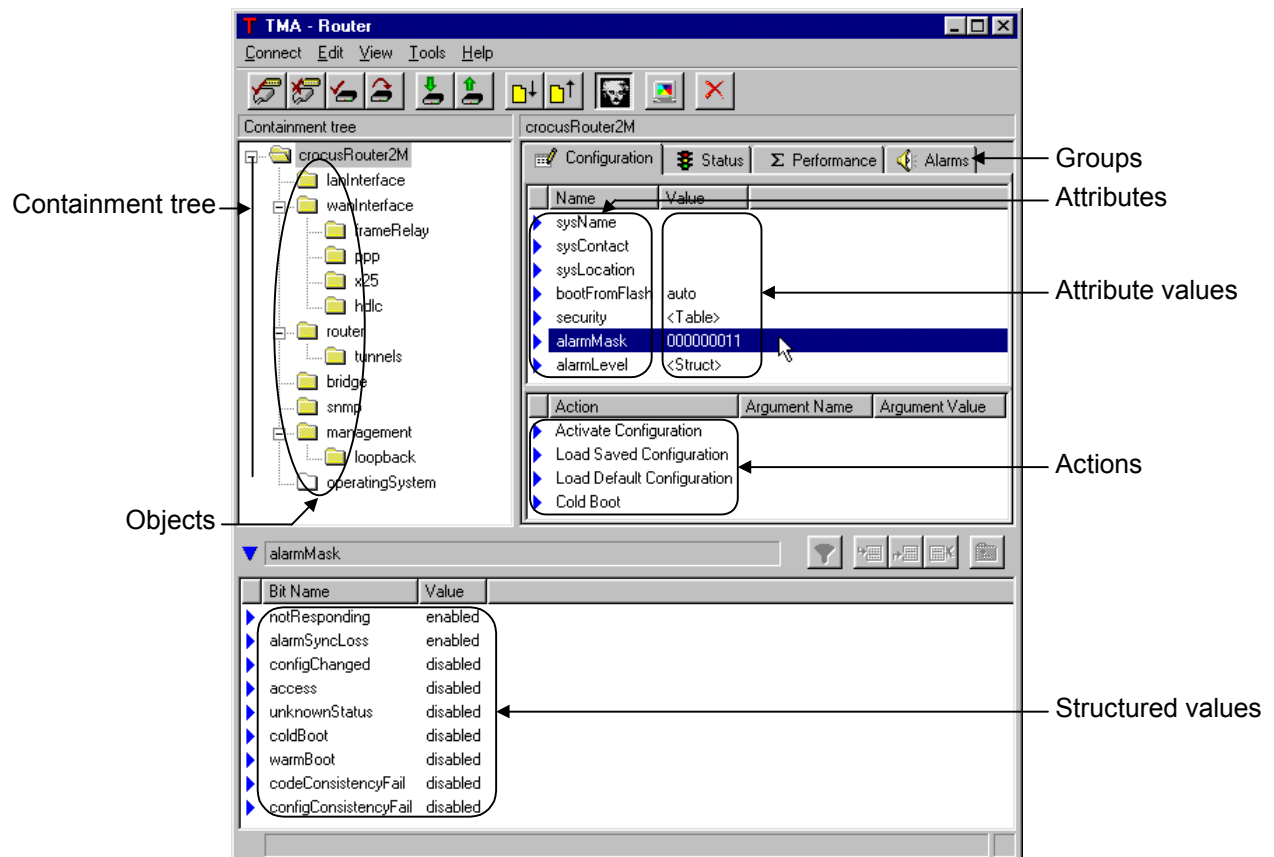 TMA - Router
Connect Edit View Tools Help
Containment tree
crocusRouter2M
lanInterface
wanInterface
frameRelay
ppp
x25
hdlc
router
tunnels
bridge
snmp
management
loopback
operatingSystem
crocusRouter2M
Configuration Status Σ Performance Alarms
Name Value
sysName
sysContact
sysLocation
bootFromFlash auto
security <Table>
alarmMask 000000011
alarmLevel <Struct>
Action Argument Name Argument Value
Activate Configuration
Load Saved Configuration
Load Default Configuration
Cold Boot
alarmMask
Bit Name Value
notResponding enabled
alarmSyncLoss enabled
configChanged disabled
access disabled
unknownStatus disabled
coldBoot disabled
warmBoot disabled
codeConsistencyFail disabled
configConsistencyFail disabled
Containment tree
Objects
Groups
Attributes
Attribute values
Actions
Structured values